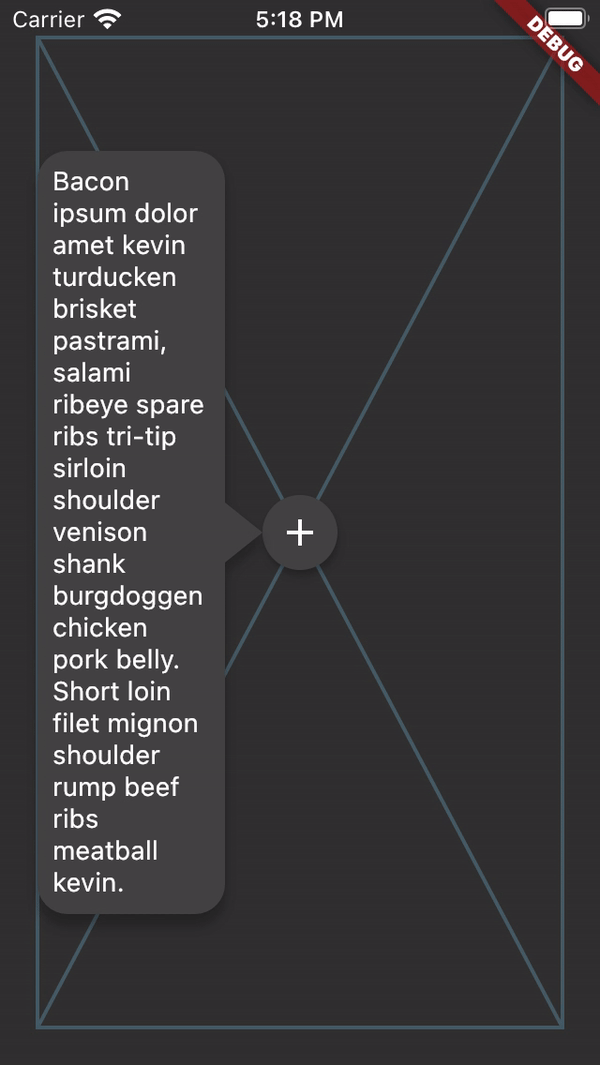 Carrier
5:18 PM
DEBUG
Bacon
ipsum dolor
amet kevin
turducken
brisket
pastrami,
salami
ribeye spare
ribs tri-tip
sirloin
shoulder
venison
shank
burgdoggen
chicken
pork belly.
Short loin
filet mignon
shoulder
rump beef
ribs
meatball
kevin.
+